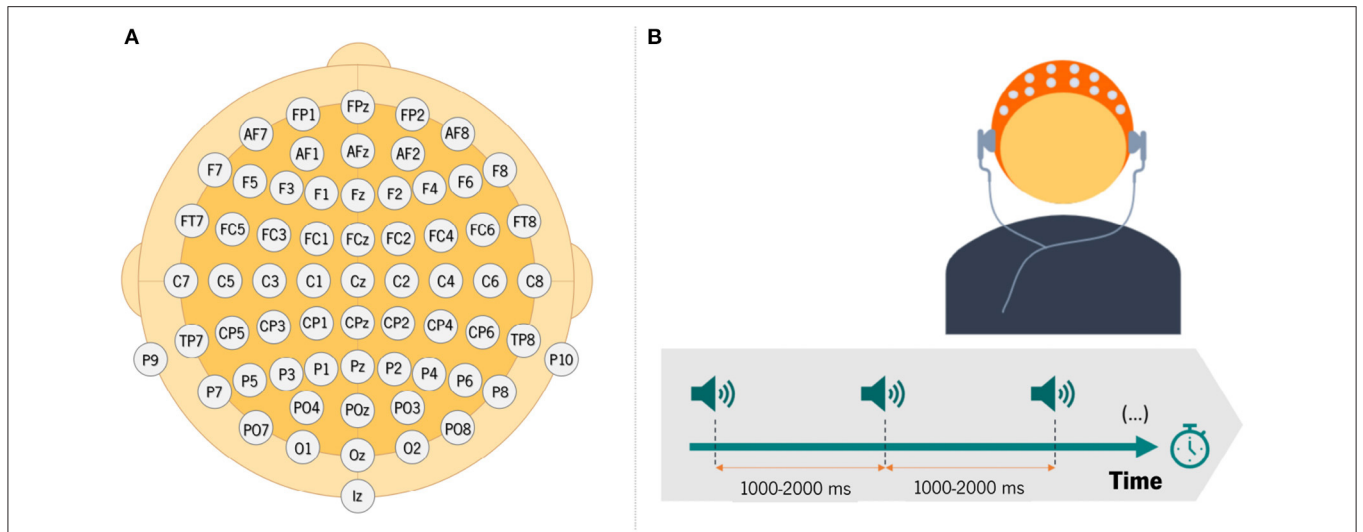 A
B
FPz
FP1 FP2
AF7 AF8
AF1 AFz AF2
F7 F8
F5 F3 F1 Fz F2 F4 F6
FT7 FT8
FC5 FC3 FC1 FCz FC2 FC4 FC6
C7 C5 C3 C1 Cz C2 C4 C6 C8
CP5 CP3 CP1 CPz CP2 CP4 CP6
TP7 TP8
P9 P10
P7 P5 P3 P1 Pz P2 P4 P6 P8
PO4 POz PO3
PO7 PO8
O1 Oz O2
Iz
(...)
Time
1000-2000 ms 1000-2000 ms